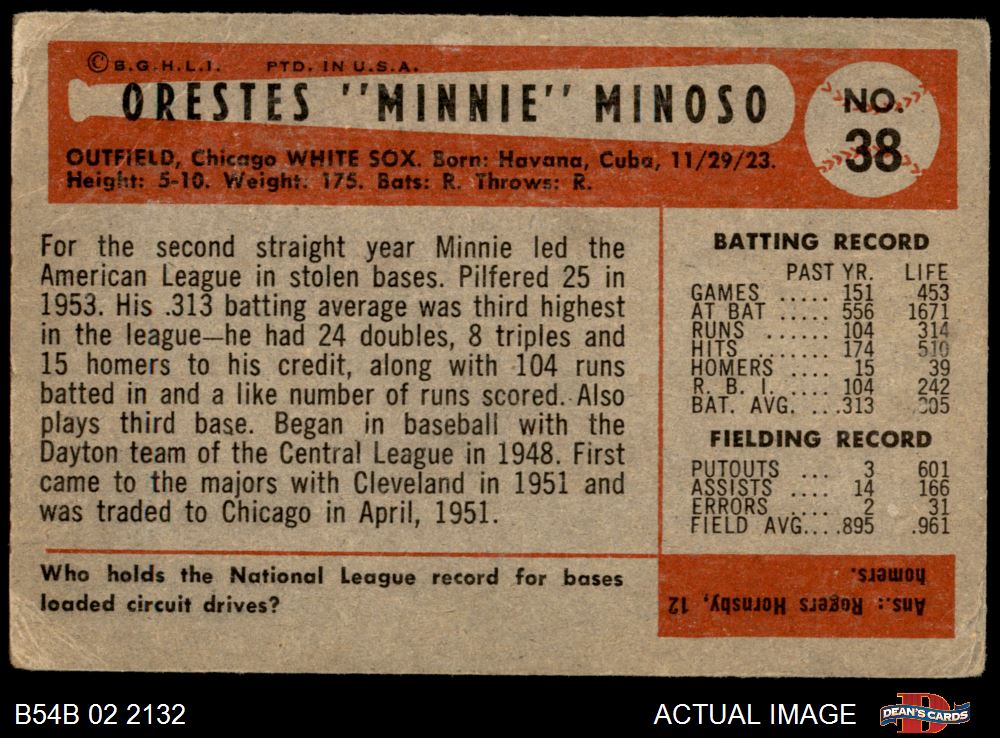 © B.G.H.L.I. PTD. IN U.S.A.
ORESTES "MINNIE" MINOSO
NO.
38
OUTFIELD, Chicago WHITE SOX. Born: Havana, Cuba, 11/29/23.
Height: 5-10. Weight: 175. Bats: R. Throws: R.
For the second straight year Minnie led the
American League in stolen bases. Pilfered 25 in
1953. His .313 batting average was third highest
in the league—he had 24 doubles, 8 triples and
15 homers to his credit, along with 104 runs
batted in and a like number of runs scored. Also
plays third base. Began in baseball with the
Dayton team of the Central League in 1948. First
came to the majors with Cleveland in 1951 and
was traded to Chicago in April, 1951.
BATTING RECORD
PAST YR. LIFE
GAMES ..... 151 453
AT BAT ..... 556 1671
RUNS ...... 104 314
HITS ....... 174 510
HOMERS .... 15 39
R. B. I. .... 104 242
BAT. AVG. ...313 .305
FIELDING RECORD
PUTOUTS ... 3 601
ASSISTS .... 14 166
ERRORS .... 2 31
FIELD AVG.....895 .961
Who holds the National League record for bases
loaded circuit drives?
Ans.: Rogers Hornsby, 12
homers.
B54B 02 2132
ACTUAL IMAGE
D
DEAN'S CARDS